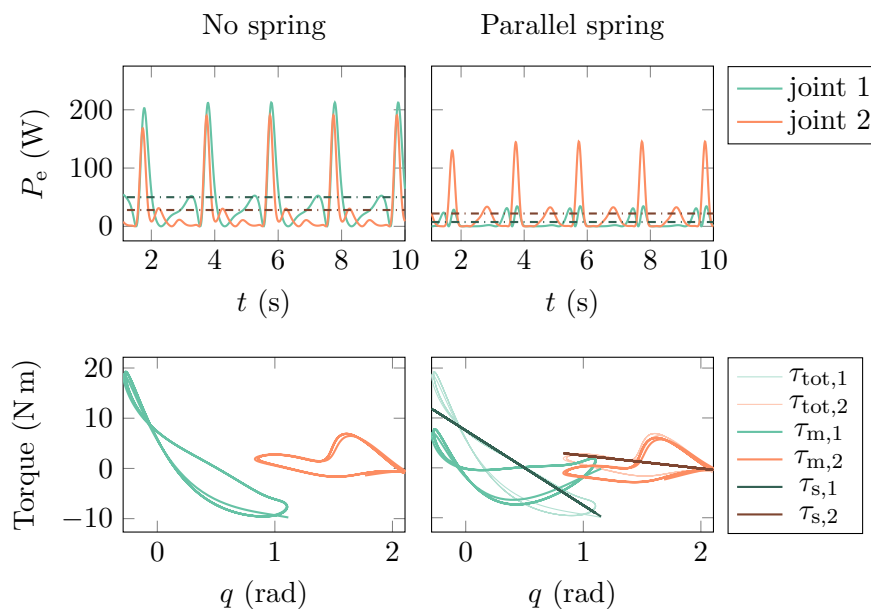 No spring
Parallel spring
P_e (W)
200
100
0
2 4 6 8 10
2 4 6 8 10
t (s)
t (s)
joint 1
joint 2
Torque (N m)
20
10
0
−10
0 1 2
0 1 2
q (rad)
q (rad)
τ_tot,1
τ_tot,2
τ_m,1
τ_m,2
τ_s,1
τ_s,2